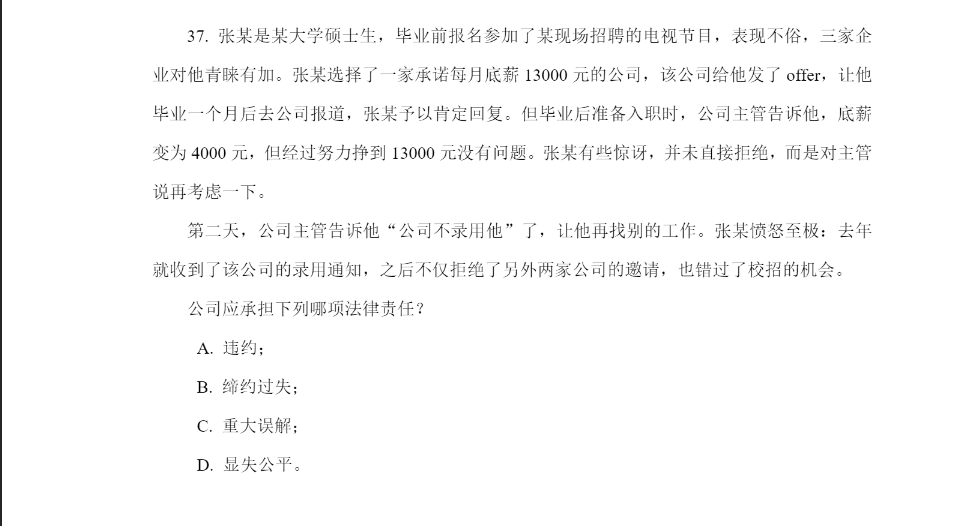 37. 张某是某大学硕士生，毕业前报名参加了某现场招聘的电视节目，表现不俗，三家企
业对他青睐有加。张某选择了一家承诺每月底薪 13000 元的公司，该公司给他发了 offer，让他
毕业一个月后去公司报道，张某予以肯定回复。但毕业后准备入职时，公司主管告诉他，底薪
变为 4000 元，但经过努力挣到 13000 元没有问题。张某有些惊讶，并未直接拒绝，而是对主管
说再考虑一下。
第二天，公司主管告诉他“公司不录用他”了，让他再找别的工作。张某愤怒至极：去年
就收到了该公司的录用通知，之后不仅拒绝了另外两家公司的邀请，也错过了校招的机会。
公司应承担下列哪项法律责任？
A. 违约；
B. 缔约过失；
C. 重大误解；
D. 显失公平。